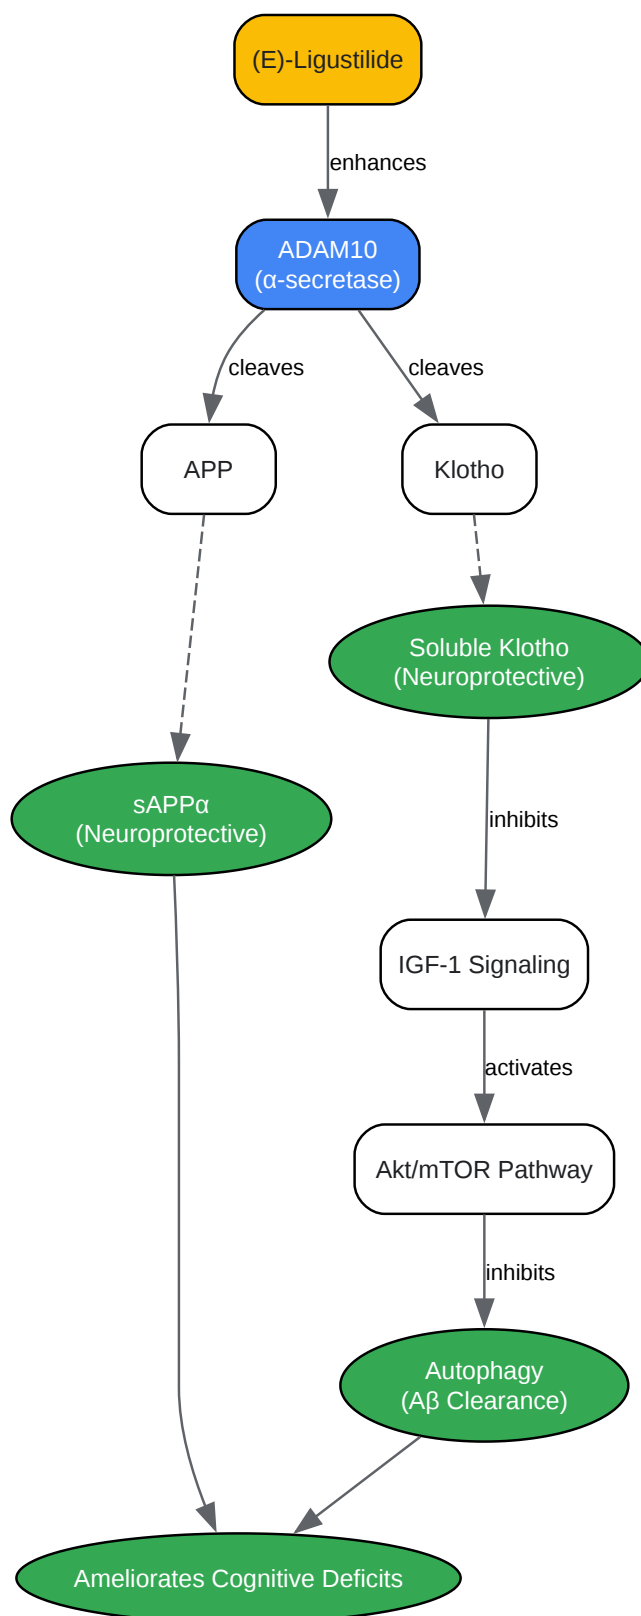 (E)-Ligustilide
enhances
ADAM10
(α-secretase)
cleaves
cleaves
APP
Klotho
Soluble Klotho
(Neuroprotective)
sAPPα
(Neuroprotective)
inhibits
IGF-1 Signaling
activates
Akt/mTOR Pathway
inhibits
Autophagy
(Aβ Clearance)
Ameliorates Cognitive Deficits